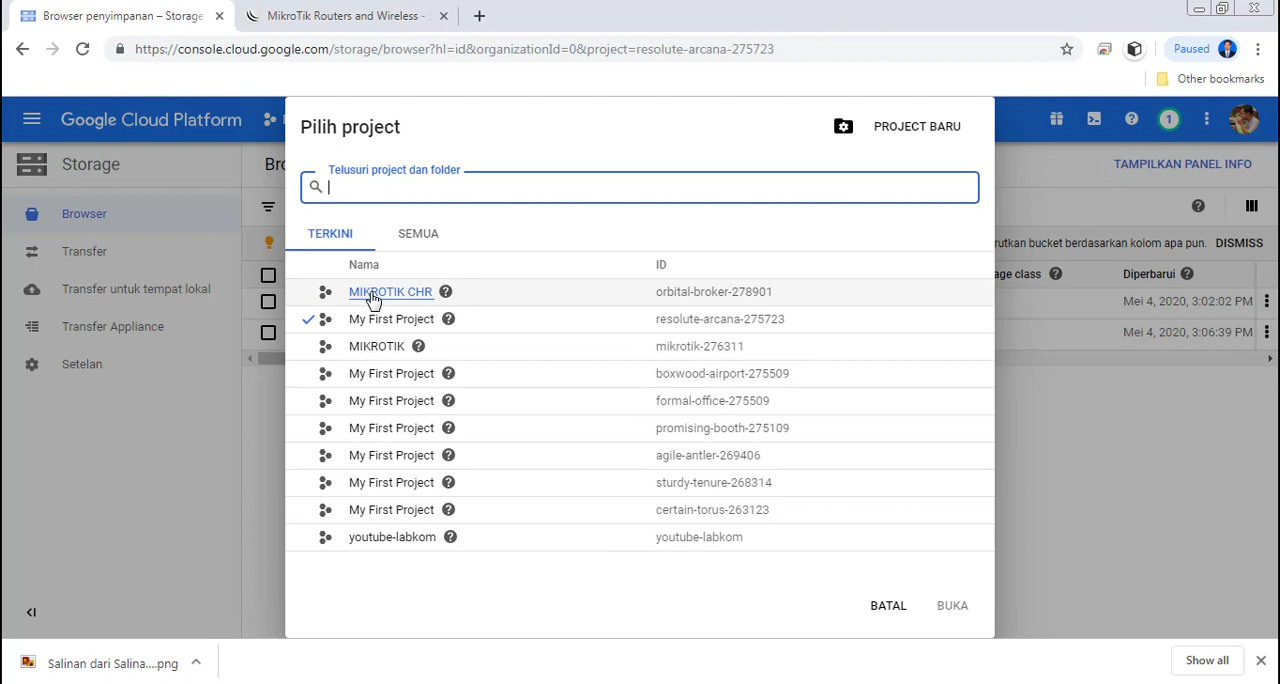 Browser penyimpanan – Storage
MikroTik Routers and Wireless -
https://console.cloud.google.com/storage/browser?hl=id&organizationId=0&project=resolute-arcana-275723
Paused
Other bookmarks
Google Cloud Platform
1
Storage
Bro
TAMPILKAN PANEL INFO
Pilih project
PROJECT BARU
Telusuri project dan folder
TERKINI
SEMUA
Browser
Transfer
Transfer untuk tempat lokal
Transfer Appliance
Setelan
rutkan bucket berdasarkan kolom apa pun. DISMISS
age class
Diperbarui
Mei 4, 2020, 3:02:02 PM
Mei 4, 2020, 3:06:39 PM
Nama ID
MIKROTIK CHR orbital-broker-278901
My First Project resolute-arcana-275723
MIKROTIK mikrotik-276311
My First Project boxwood-airport-275509
My First Project formal-office-275509
My First Project promising-booth-275109
My First Project agile-antler-269406
My First Project sturdy-tenure-268314
My First Project certain-torus-263123
youtube-labkom youtube-labkom
BATAL
BUKA
Salinan dari Salina....png
Show all